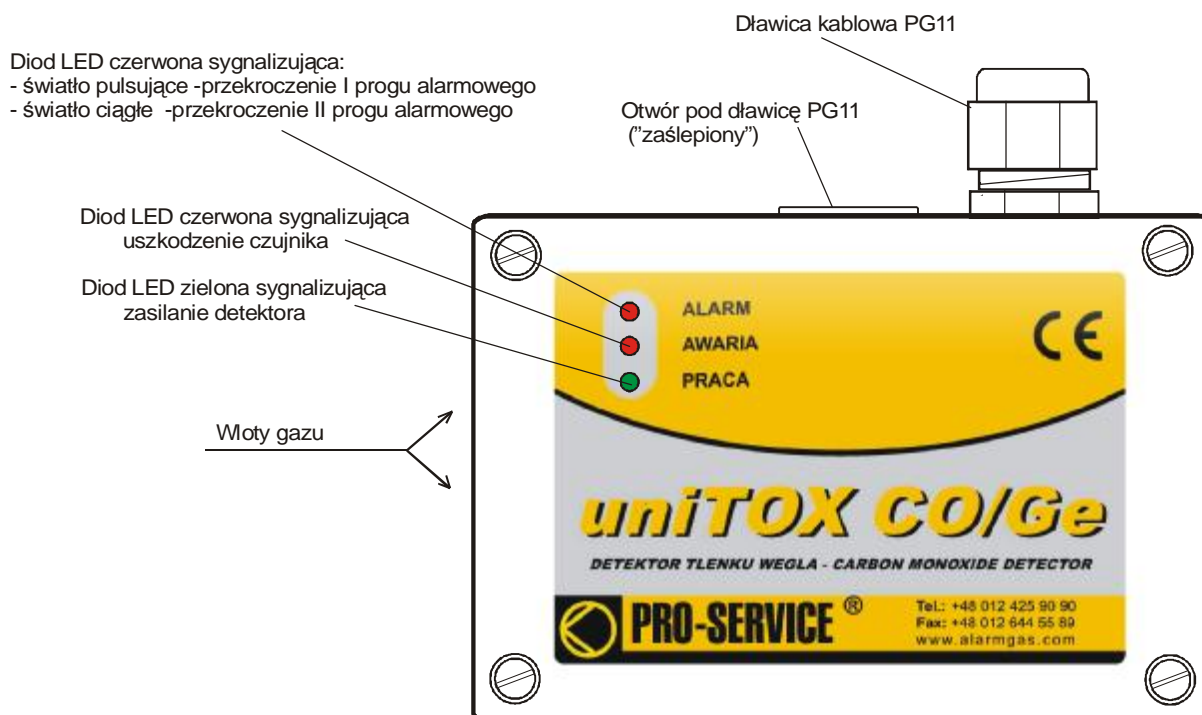 Dławica kablowa PG11
Diod LED czerwona sygnalizująca:
- światło pulsujące -przekroczenie I progu alarmowego
- światło ciągłe -przekroczenie II progu alarmowego
Otwór pod dławicę PG11
("zaślepiony")
Diod LED czerwona sygnalizująca
uszkodzenie czujnika
Diod LED zielona sygnalizująca
zasilanie detektora
Wloty gazu
ALARM
AWARIA
PRACA
CE
uniTOX CO/Ge
DETEKTOR TLENKU WEGLA - CARBON MONOXIDE DETECTOR
PRO-SERVICE ®
Tel.: +48 012 425 90 90
Fax: +48 012 644 55 89
www.alarmgas.com